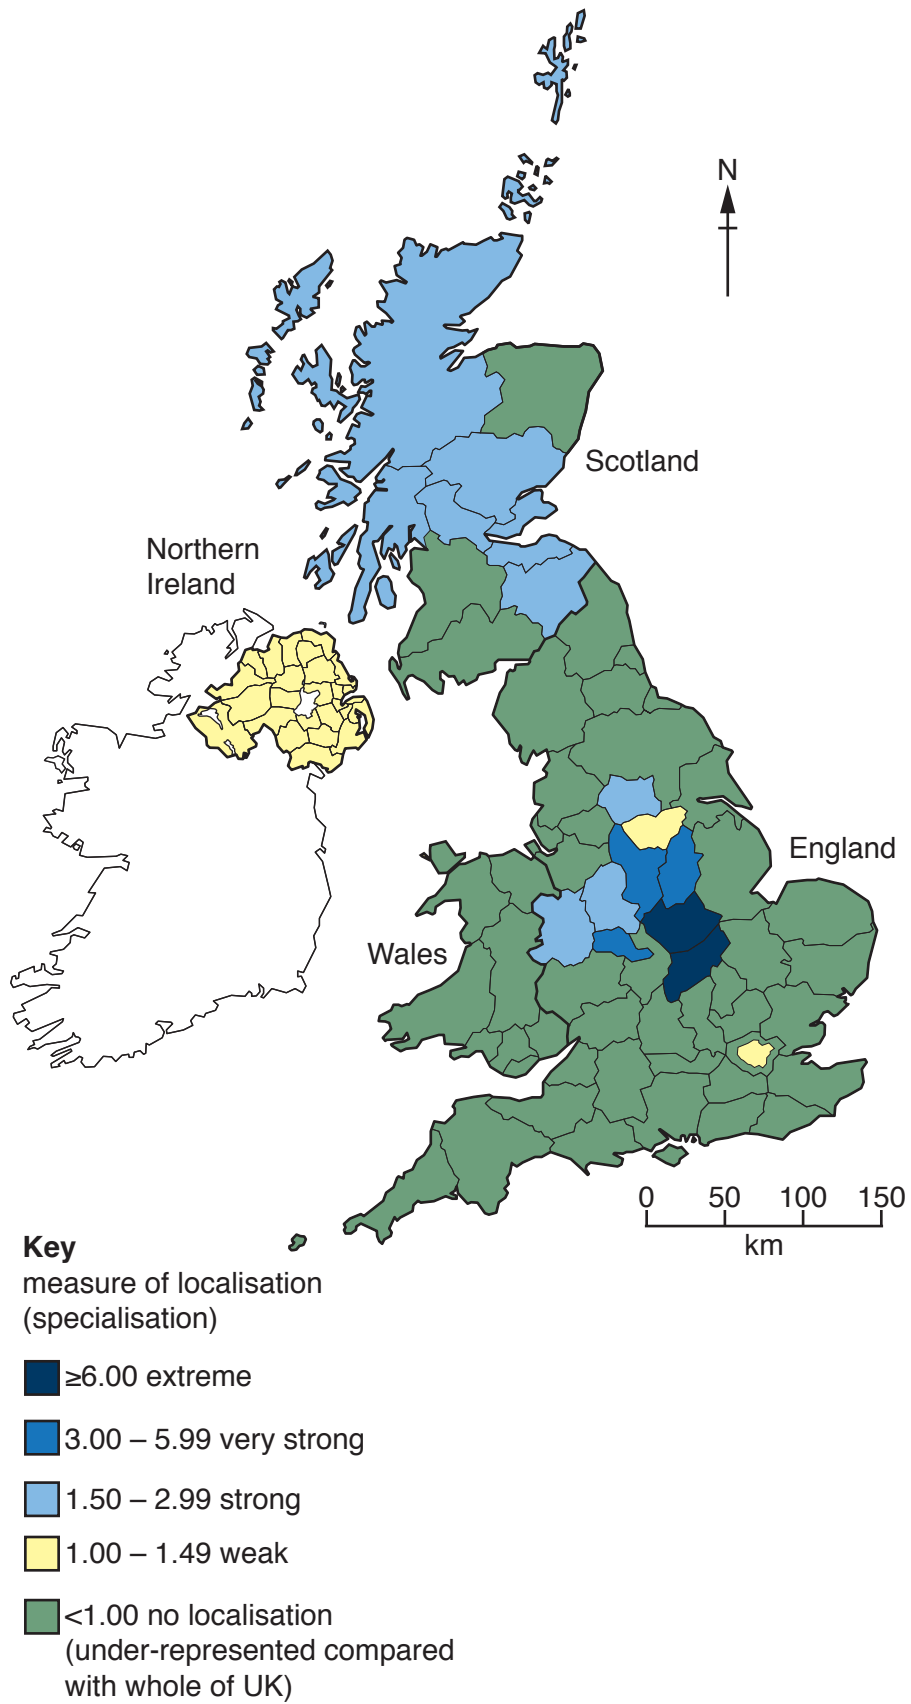 N
Scotland
Northern
Ireland
England
Wales
0 50 100 150
km
Key
measure of localisation
(specialisation)
≥6.00 extreme
3.00 – 5.99 very strong
1.50 – 2.99 strong
1.00 – 1.49 weak
<1.00 no localisation
(under-represented compared
with whole of UK)